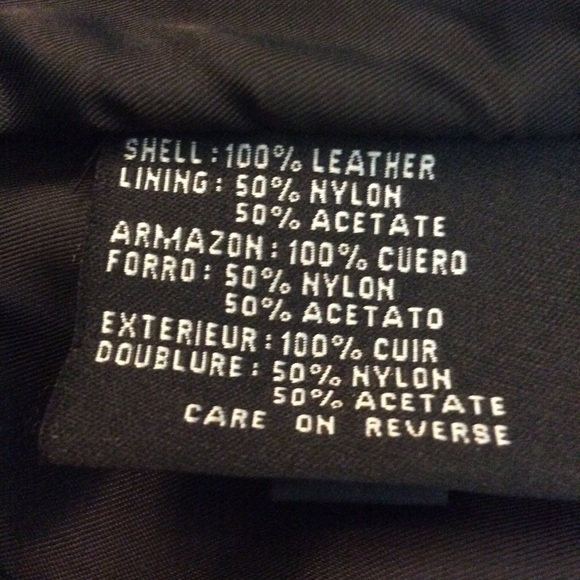 SHELL: 100% LEATHER
LINING: 50% NYLON
50% ACETATE
ARMAZON: 100% CUERO
FORRO: 50% NYLON
50% ACETATO
EXTERIEUR: 100% CUIR
DOUBLURE: 50% NYLON
50% ACETATE
CARE ON REVERSE